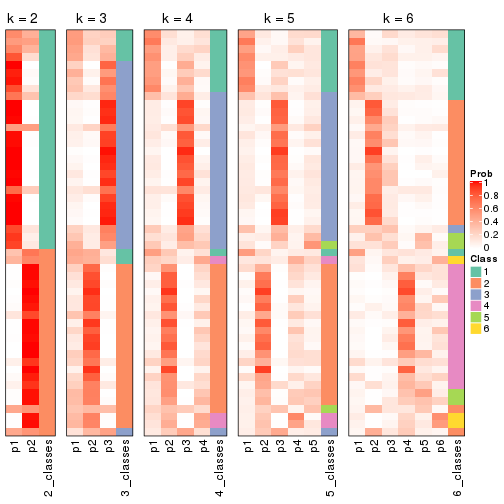 k = 2
k = 3
k = 4
k = 5
k = 6
Prob
1
0.8
0.6
0.4
0.2
0
Class
1
2
3
4
5
6
p1
p2
2_classes
p1
p2
p3
3_classes
p1
p2
p3
p4
4_classes
p1
p2
p3
p4
p5
5_classes
p1
p2
p3
p4
p5
p6
6_classes